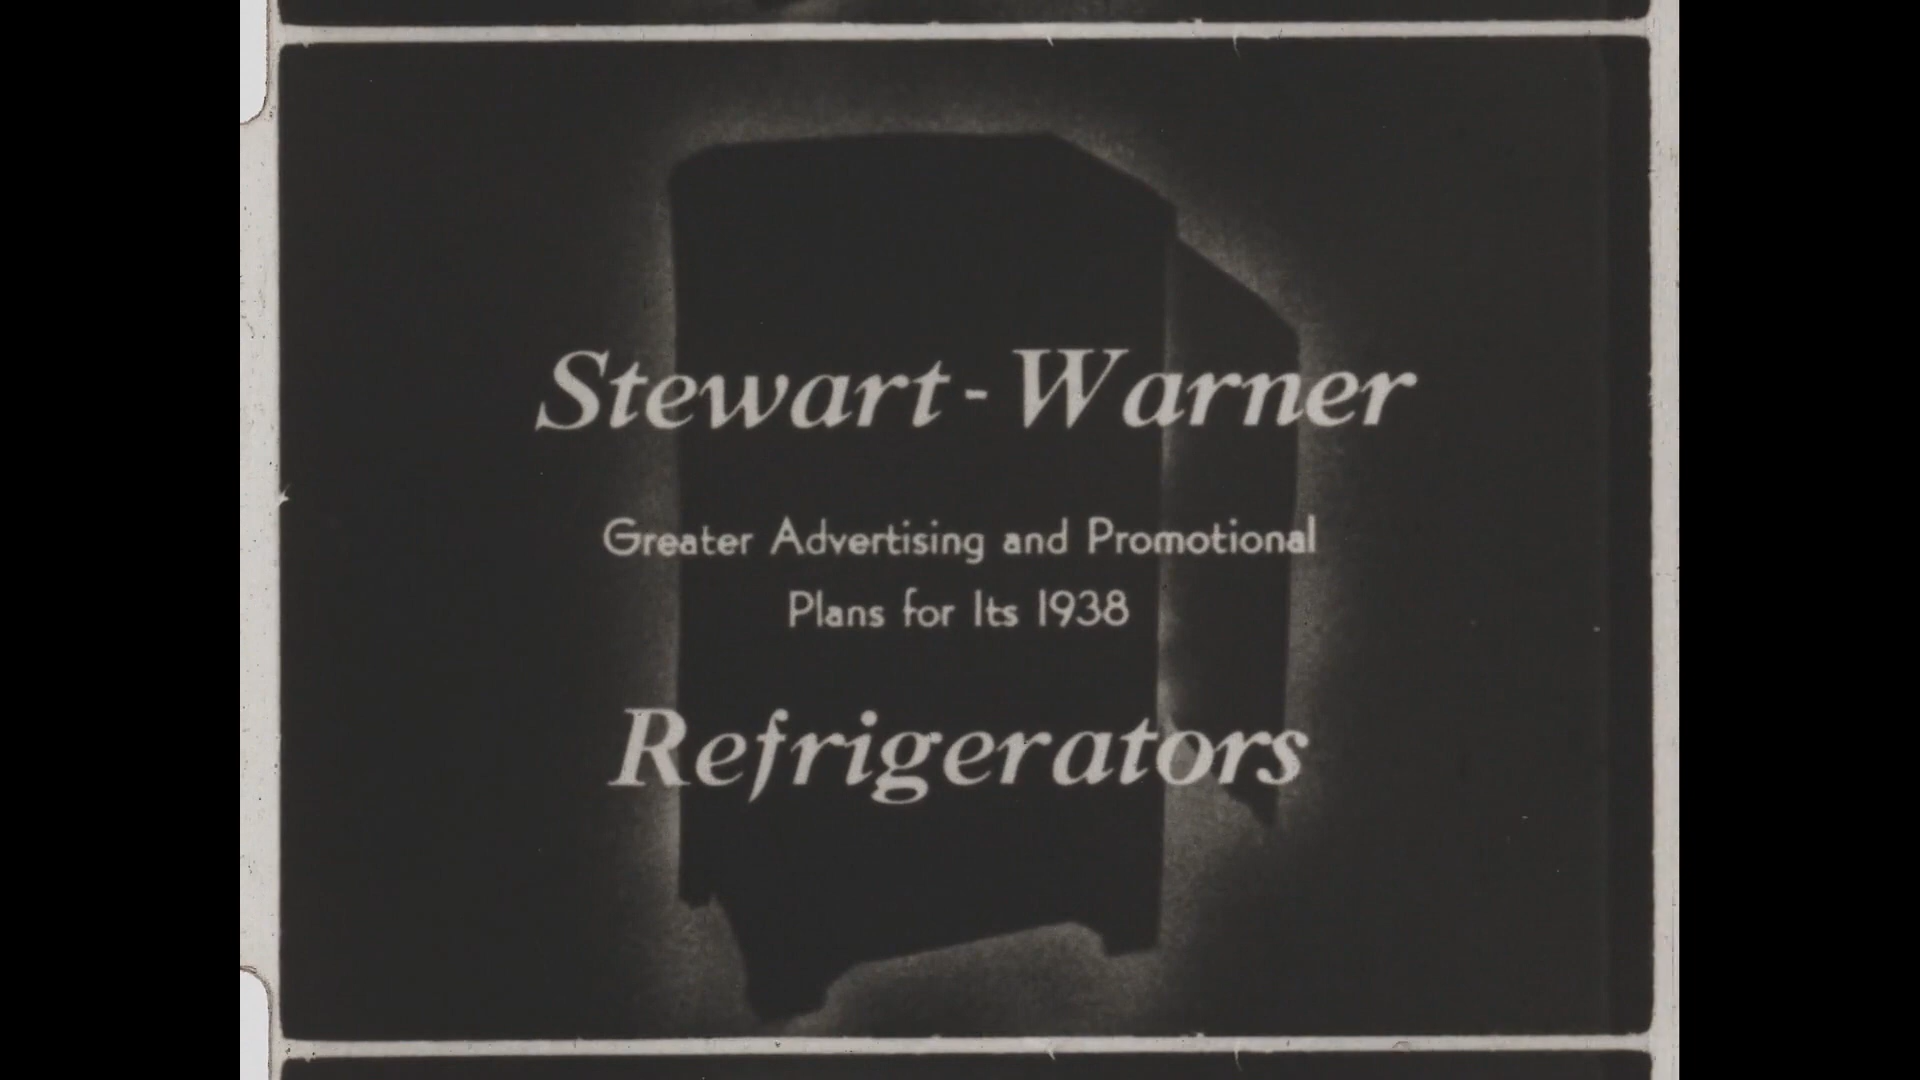 Stewart-Warner
Greater Advertising and Promotional
Plans for Its 1938
Refrigerators